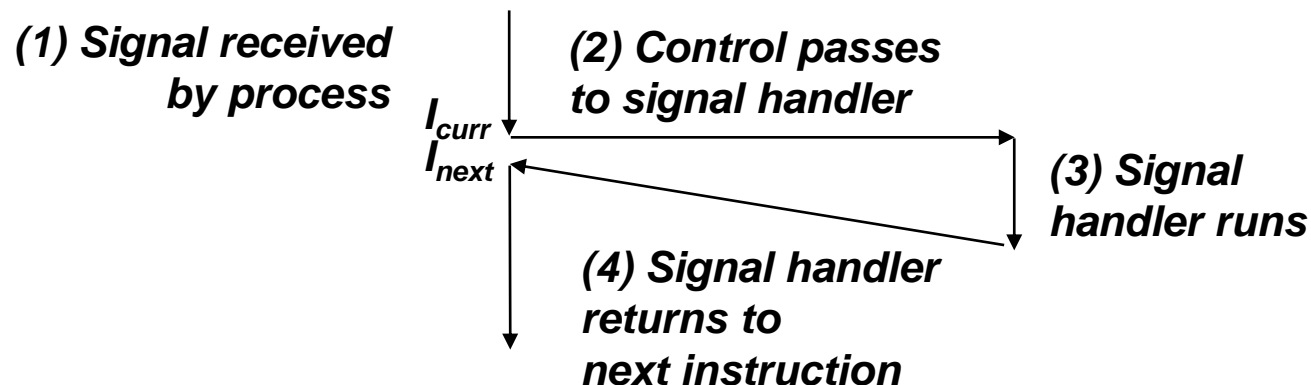 (1) Signal received
by process
(2) Control passes
to signal handler
Icurr
Inext
(3) Signal
handler runs
(4) Signal handler
returns to
next instruction